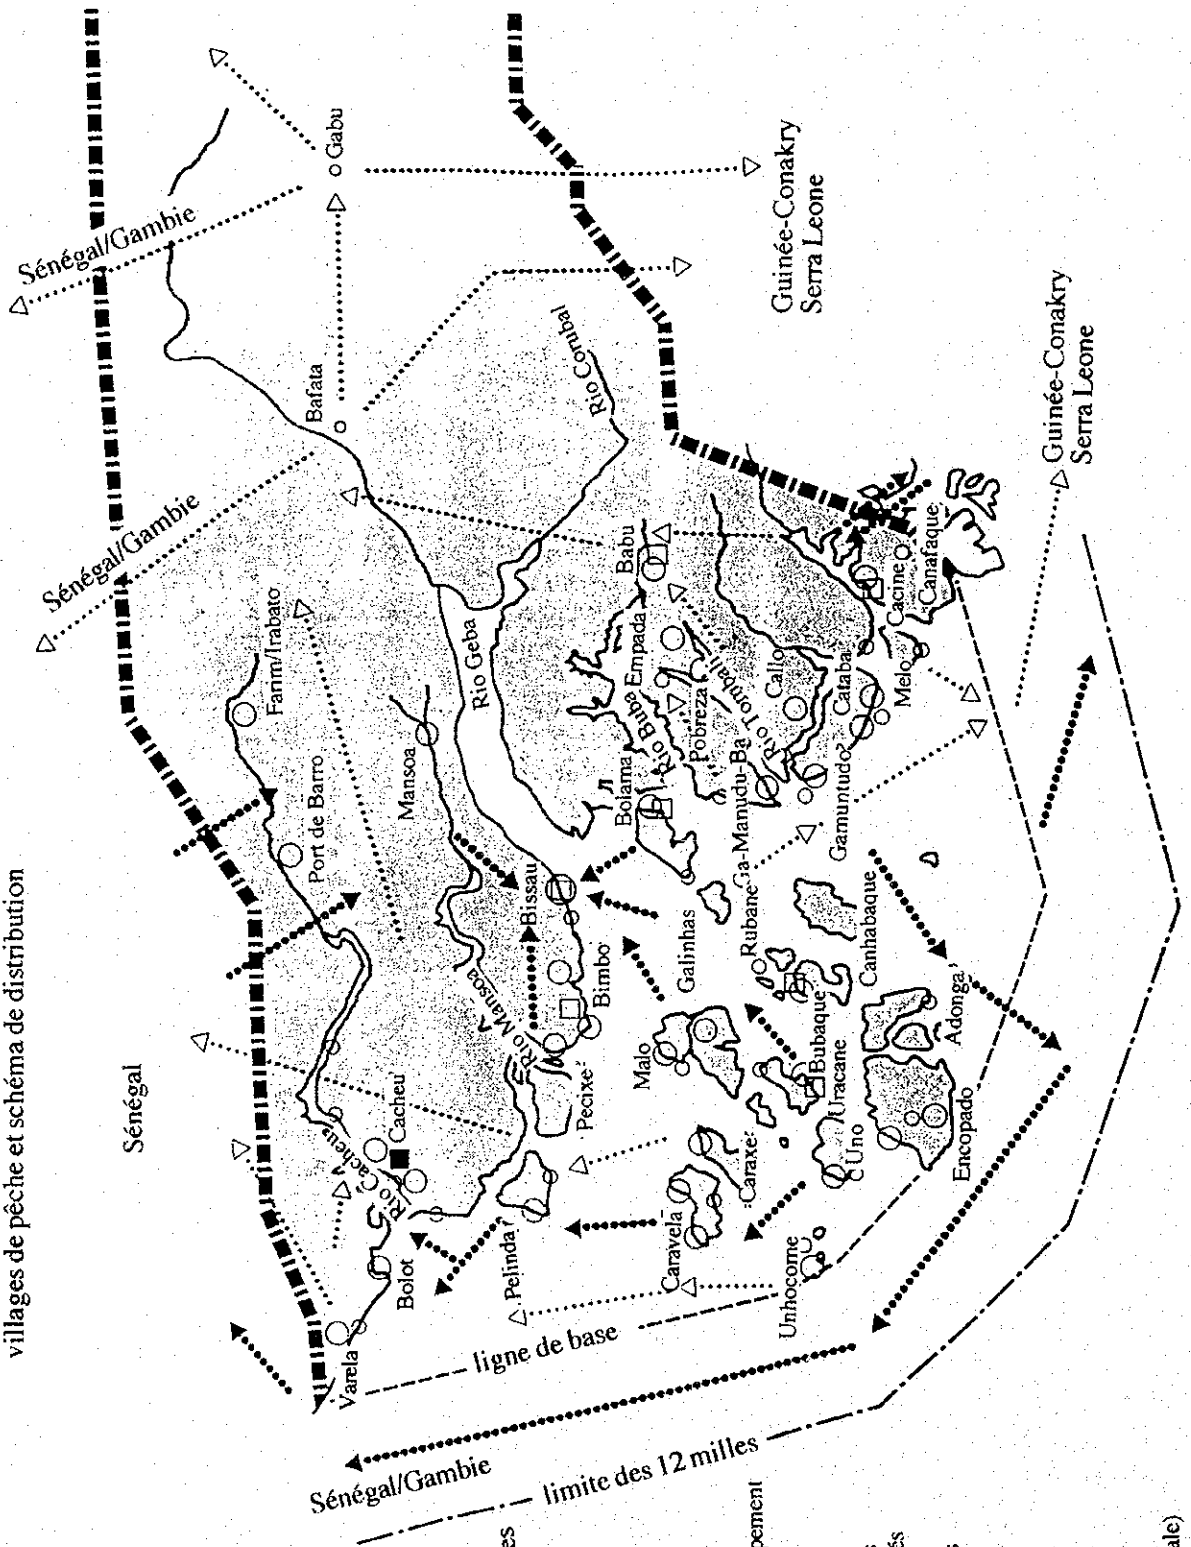 villages de pêche et schéma de distribution
Sénégal
Sénégal/Gambie
Sénégal/Gambie
Gabu
Bafata
Farim/Irabato
Port de Barro
Mansoa
Rio Geba
Rio Corubal
Guinée-Conakry
Serra Leone
Guinée-Conakry
Serra Leone
Cacheu
Rio Cacheu
Rio Mansoa
Bissau
Bimbo
Pecixe
Varela
Bolot
Pelinda
Bolama
Rio Buba
Empada
Babu
Pobreza
Rio Tombali
Ga-Manudu-Ba
Callo
Catabal
Cacine
Canafaque
Melo
Gamuntudo
Galinhas
Rubane
Canhabaque
Malo
Bubaque
Uracane
Uno
Adonga
Encopado
Caraxe
Caravela
Unhocome
ligne de base
limite des 12 milles
Sénégal/Gambie